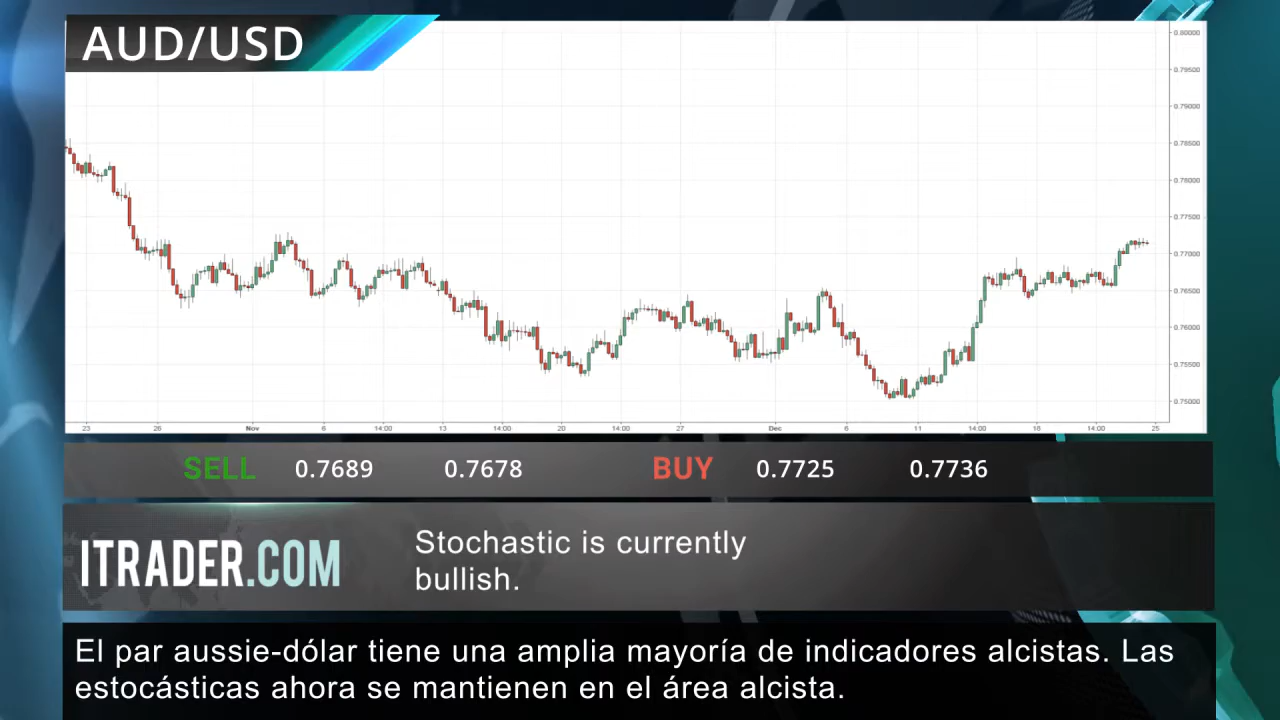 AUD/USD
0.80000
0.79500
0.79000
0.78500
0.78000
0.77500
0.77000
0.76500
0.76000
0.75500
0.75000
23 26 Nov 6 14:00 13 14:00 20 14:00 27 Dec 6 11 14:00 18 14:00 25
SELL 0.7689 0.7678 BUY 0.7725 0.7736
ITRADER.COM
Stochastic is currently
bullish.
El par aussie-dólar tiene una amplia mayoría de indicadores alcistas. Las
estocásticas ahora se mantienen en el área alcista.